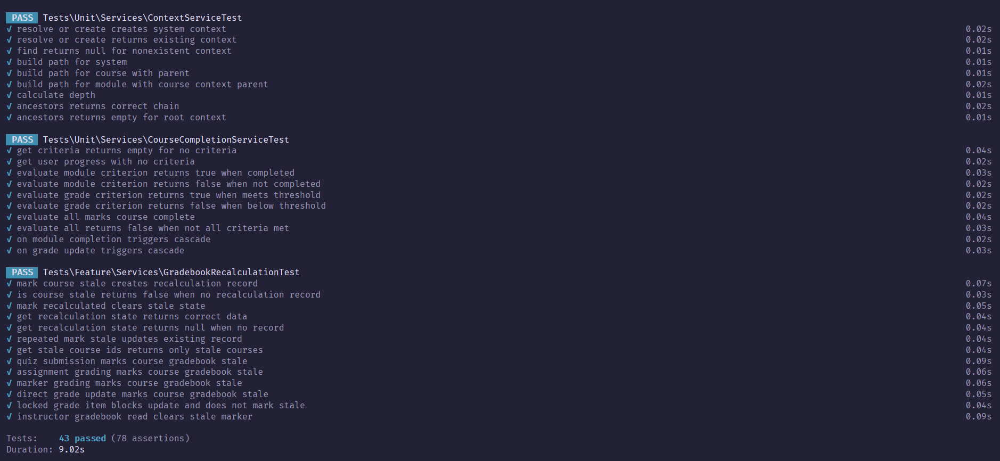 PASS Tests\Unit\Services\ContextServiceTest
✓ resolve or create creates system context 0.02s
✓ resolve or create returns existing context 0.02s
✓ find returns null for nonexistent context 0.01s
✓ build path for system 0.01s
✓ build path for course with parent 0.01s
✓ build path for module with course context parent 0.02s
✓ calculate depth 0.01s
✓ ancestors returns correct chain 0.02s
✓ ancestors returns empty for root context 0.01s
PASS Tests\Unit\Services\CourseCompletionServiceTest
✓ get criteria returns empty for no criteria 0.04s
✓ get user progress with no criteria 0.02s
✓ evaluate module criterion returns true when completed 0.03s
✓ evaluate module criterion returns false when not completed 0.02s
✓ evaluate grade criterion returns true when meets threshold 0.02s
✓ evaluate grade criterion returns false when below threshold 0.02s
✓ evaluate all marks course complete 0.04s
✓ evaluate all returns false when not all criteria met 0.03s
✓ on module completion triggers cascade 0.02s
✓ on grade update triggers cascade 0.03s
PASS Tests\Feature\Services\GradebookRecalculationTest
✓ mark course stale creates recalculation record 0.07s
✓ is course stale returns false when no recalculation record 0.03s
✓ mark recalculated clears stale state 0.05s
✓ get recalculation state returns correct data 0.04s
✓ get recalculation state returns null when no record 0.04s
✓ repeated mark stale updates existing record 0.04s
✓ get stale course ids returns only stale courses 0.04s
✓ quiz submission marks course gradebook stale 0.09s
✓ assignment grading marks course gradebook stale 0.06s
✓ marker grading marks course gradebook stale 0.06s
✓ direct grade update marks course gradebook stale 0.05s
✓ locked grade item blocks update and does not mark stale 0.04s
✓ instructor gradebook read clears stale marker 0.09s
Tests: 43 passed (78 assertions)
Duration: 9.02s